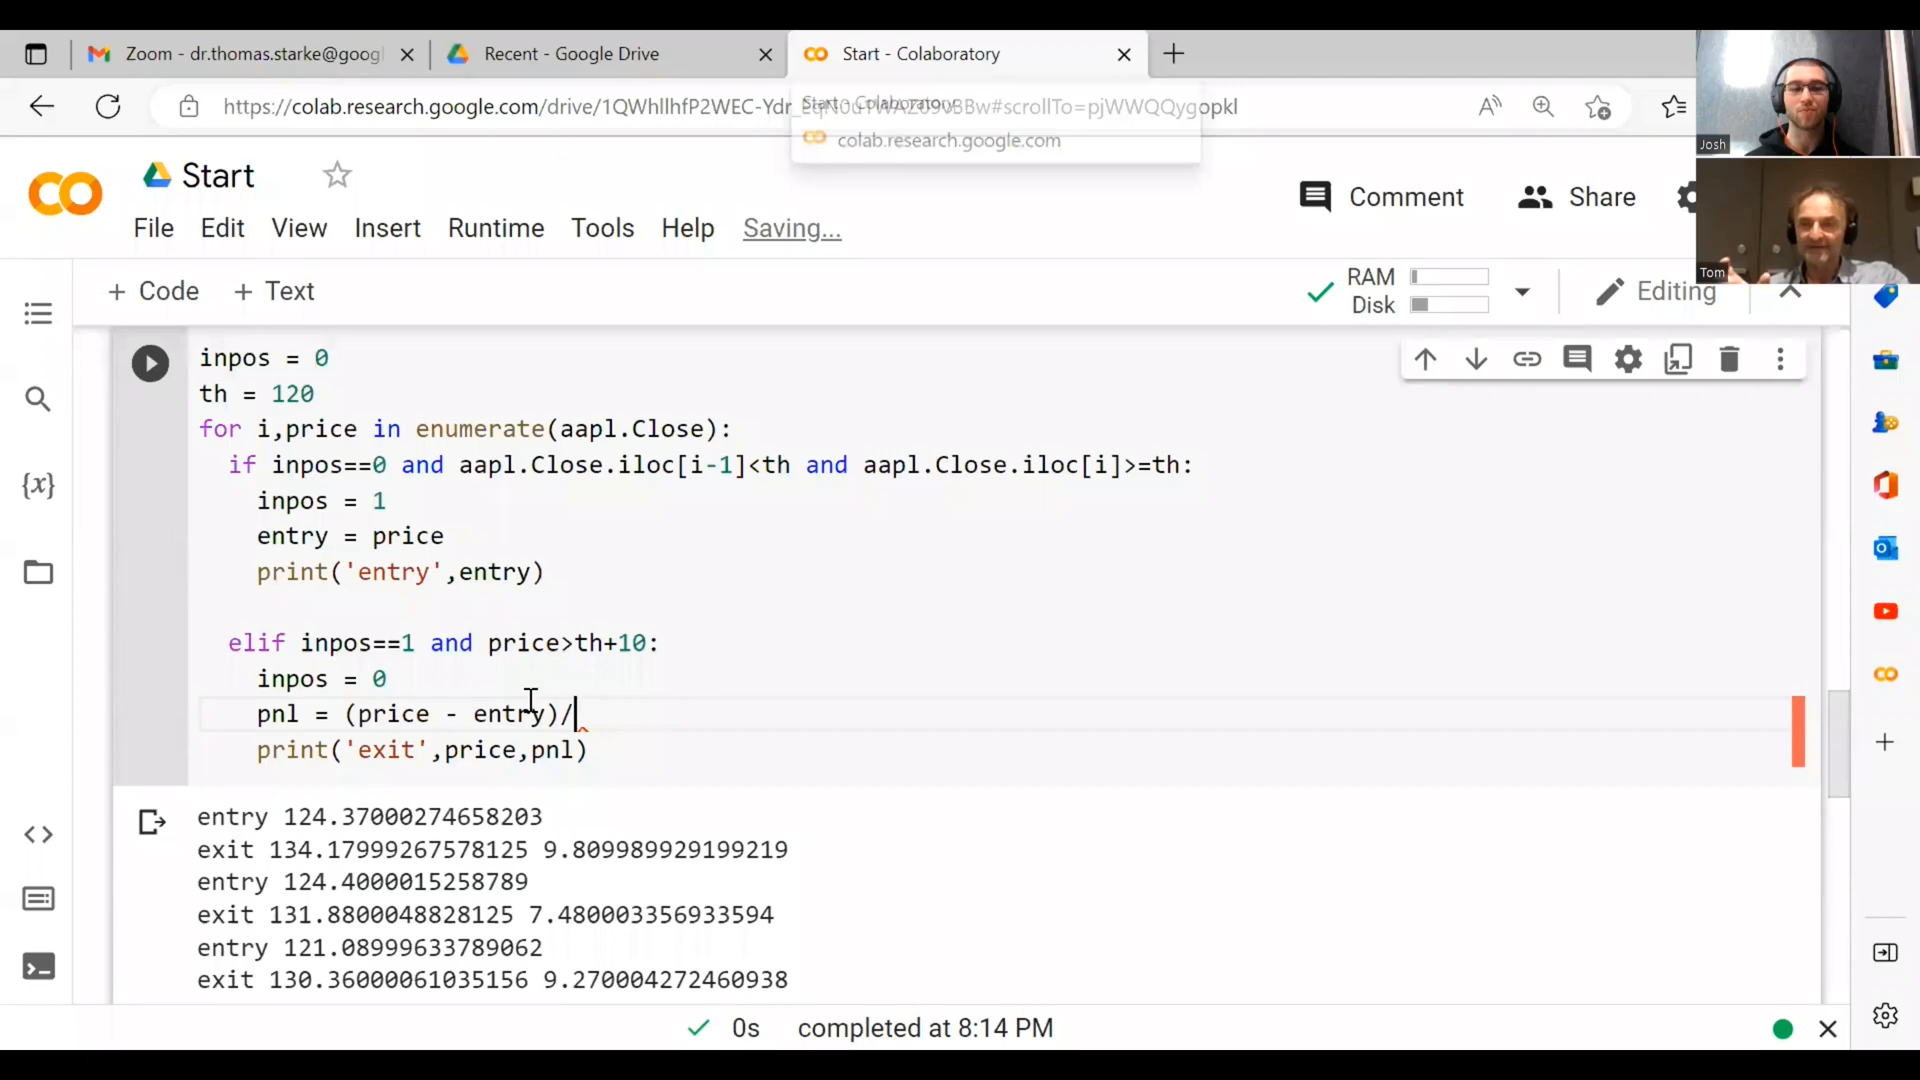 Zoom - dr.thomas.starke@goog
Recent - Google Drive
Start - Colaboratory
https://colab.research.google.com/drive/1QWhllhfP2WEC-Ydr
#scrollTo=pjWWQQygopkl
Start - Colaboratory
colab.research.google.com
Josh
Tom
Start
Comment
Share
File Edit View Insert Runtime Tools Help Saving...
+ Code + Text
RAM
Disk
Editing
inpos = 0
th = 120
for i,price in enumerate(aapl.Close):
if inpos==0 and aapl.Close.iloc[i-1]<th and aapl.Close.iloc[i]>=th:
inpos = 1
entry = price
print('entry',entry)
elif inpos==1 and price>th+10:
inpos = 0
pnl = (price - entry)/
print('exit',price,pnl)
entry 124.37000274658203
exit 134.17999267578125 9.809989929199219
entry 124.4000015258789
exit 131.8800048828125 7.480003356933594
entry 121.08999633789062
exit 130.36000061035156 9.270004272460938
0s completed at 8:14 PM